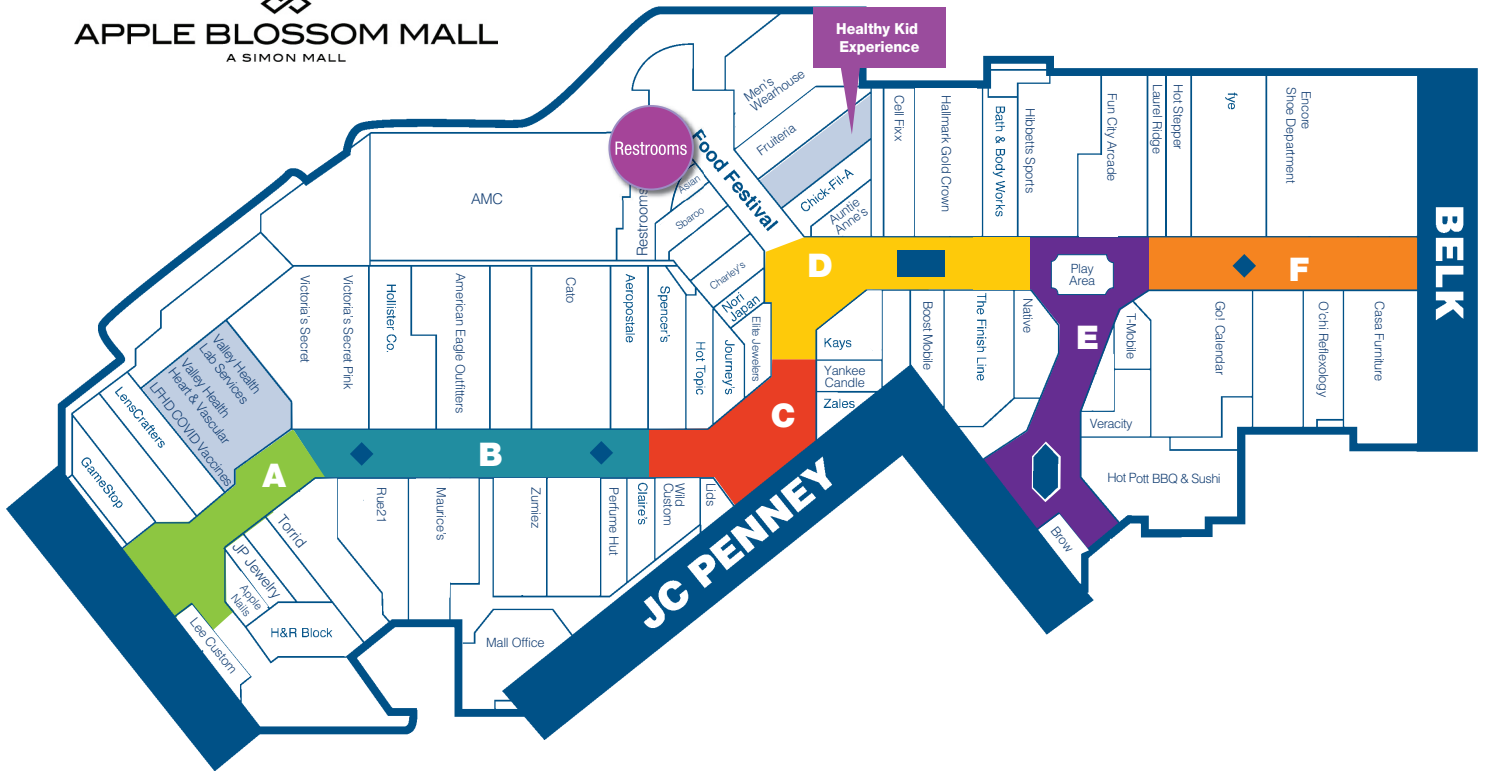 APPLE BLOSSOM MALL
A SIMON MALL
Healthy Kid
Experience
Men's
Wearhouse
Fruiteria
Chick-Fil-A
Auntie
Anne's
Cell Fixx
Hallmark Gold Crown
Bath & Body Works
Hibbetts Sports
Fun City Arcade
Laurel Ridge
Hot Stepper
fye
Encore
Shoe Department
BELK
Restrooms
Restrooms
Food Festival
AMC
Asian
Sbaroo
Charley's
Nori
Japan
Elite Jewelers
D
Play
Area
F
E
Victoria's Secret
Victoria's Secret Pink
Hollister Co.
American Eagle Outfitters
Cato
Aeropostale
Spencer's
Hot Topic
Journey's
Kays
Yankee
Candle
Zales
Boost Mobile
The Finish Line
Native
T-Mobile
Go! Calendar
O'chi Reflexology
Casa Furniture
Veracity
Hot Pott BBQ & Sushi
Brow
Valley Health
Lab Services
Valley Health
Heart & Vascular
LFHD COVID Vaccines
LensCrafters
GameStop
A
B
C
JC PENNEY
Torrid
JP Jewelry
Apple
Nails
H&R Block
Lee Custom
Rue21
Maurice's
Zumiez
Perfume Hut
Claire's
Wild
Custom
Lids
Mall Office